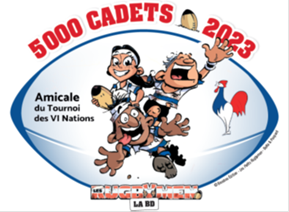 5000 CADETS 2023
Amicale
du Tournoi
des VI Nations
LES RUGBYMEN
LA BD